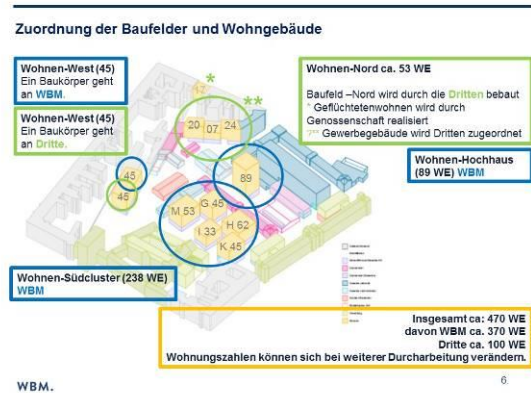 Zuordnung der Baufelder und Wohngebäude
Wohnen-West (45)
Ein Baukörper geht
an WBM.
Wohnen-West (45)
Ein Baukörper geht
an Dritte.
Wohnen-Nord ca. 53 WE
Baufeld –Nord wird durch die Dritten bebaut
* Geflüchtetenwohnen wird durch
Genossenschaft realisiert
?** Gewerbegebäude wird Dritten zugeordnet
Wohnen-Hochhaus
(89 WE) WBM
*
**
17
20
07
24
45
45
89
M 53
G 45
I 33
H 62
K 45
Wohnen-Südcluster (238 WE)
WBM
Insgesamt ca: 470 WE
davon WBM ca. 370 WE
Dritte ca. 100 WE
Wohnungszahlen können sich bei weiterer Durcharbeitung verändern.
WBM.
6.